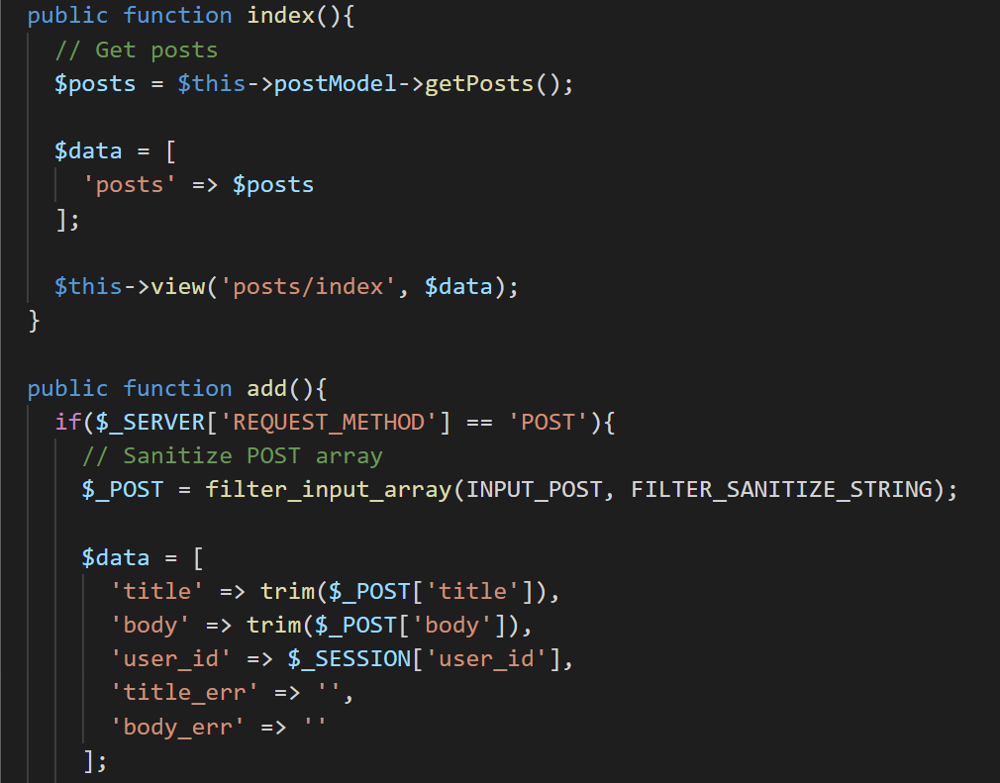 public function index(){
// Get posts
$posts = $this->postModel->getPosts();
$data = [
'posts' => $posts
];
$this->view('posts/index', $data);
}
public function add(){
if($_SERVER['REQUEST_METHOD'] == 'POST'){
// Sanitize POST array
$_POST = filter_input_array(INPUT_POST, FILTER_SANITIZE_STRING);
$data = [
'title' => trim($_POST['title']),
'body' => trim($_POST['body']),
'user_id' => $_SESSION['user_id'],
'title_err' => '',
'body_err' => ''
];